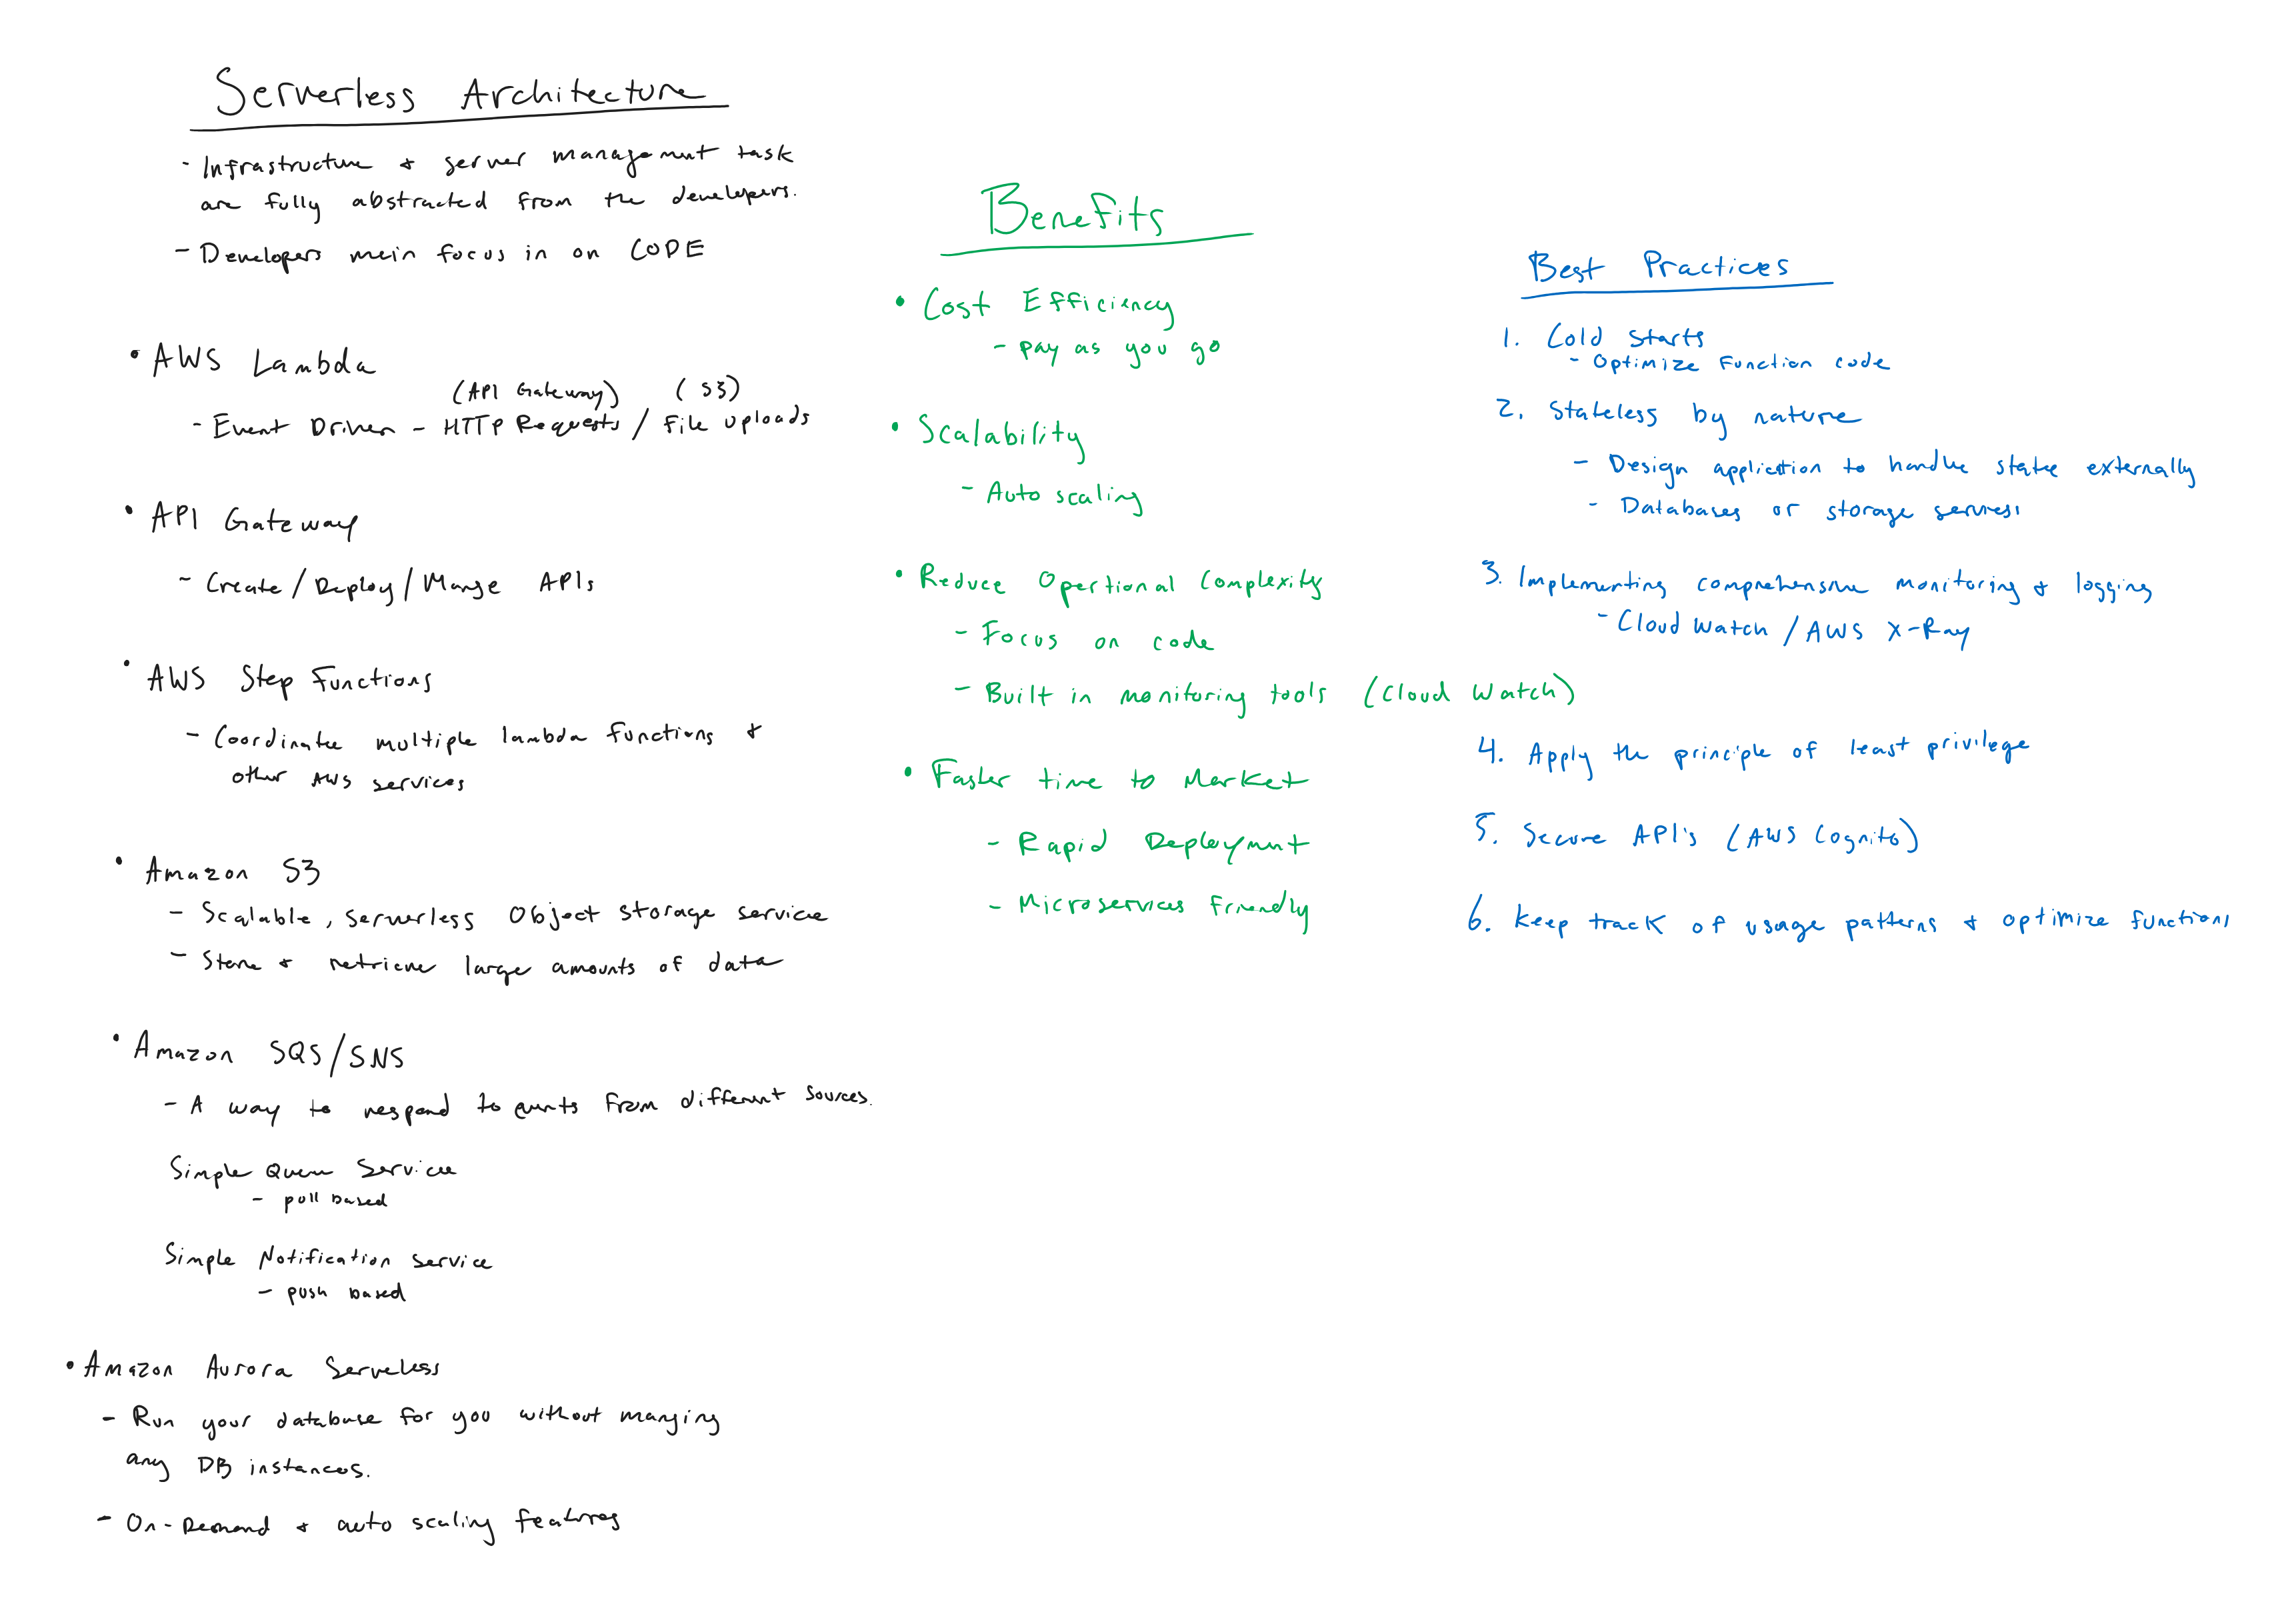 Serverless Architecture
- Infrastructure & server management task
are fully abstracted from the developers.
- Developers main focus in on CODE
• AWS Lambda
(API Gateway) (S3)
- Event Driven - HTTP Requests / File uploads
• API Gateway
- Create/Deploy/Mange APIs
• AWS Step Functions
- Coordinate multiple lambda functions &
other AWS services
• Amazon S3
- Scalable, Serverless Object storage service
- Store & retrieve large amounts of data
• Amazon SQS/SNS
- A way to respond to events from different sources.
Simple Queue Service
- poll based
Simple Notification Service
- push based
• Amazon Aurora Serveless
- Run your database for you without manging
any DB instances.
- On-Demand & auto scaling features
Benefits
• Cost Efficiency
- pay as you go
• Scalability
- Auto scaling
• Reduce Opertional Complexity
- Focus on code
- Built in monitoring tools (Cloud Watch)
• Faster time to Market
- Rapid Deployment
- Microservices Friendly
Best Practices
1. Cold Starts
- Optimize Function code
2. Stateless by nature
- Design application to handle state externally
- Databases or storage services
3. Implementing comprehensive monitoring & logging
- Cloud Watch / AWS X-Ray
4. Apply the principle of least privilege
5. Secure API's (AWS Cognito)
6. Keep track of usage patterns & optimize functions